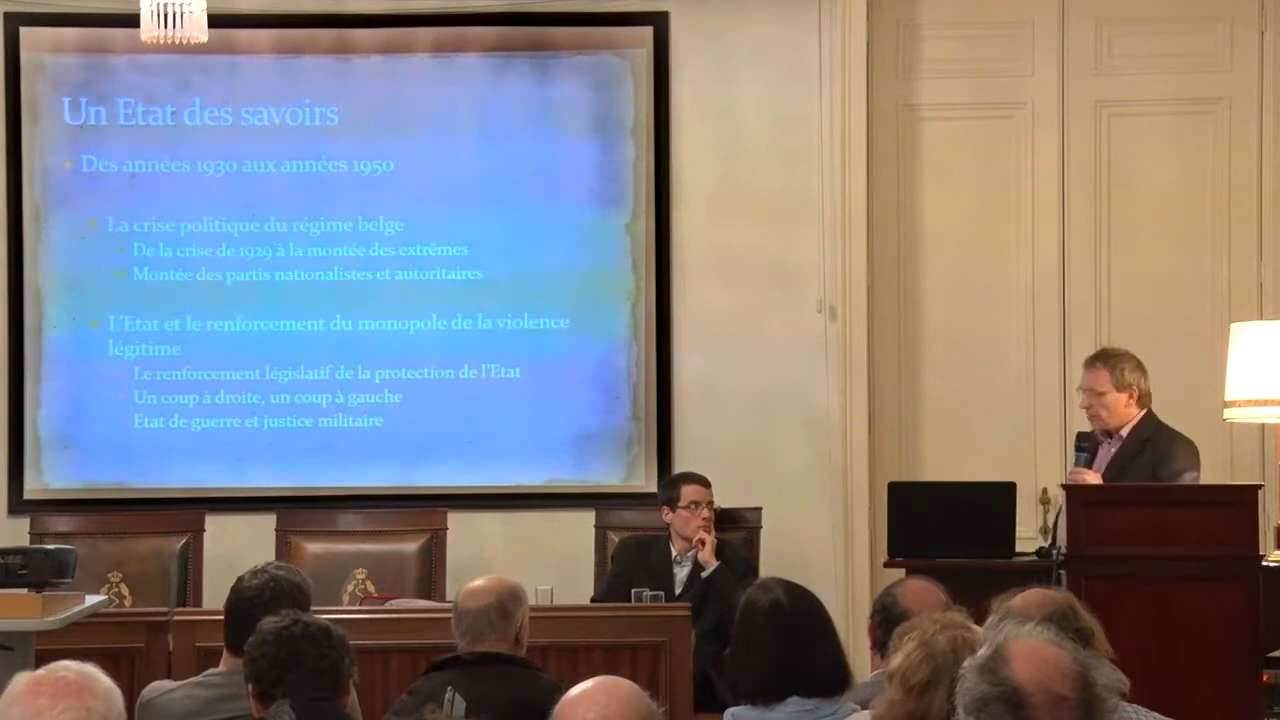 Un Etat des savoirs
Des années 1930 aux années 1950
La crise politique du régime belge
De la crise de 1929 à la montée des extrêmes
Montée des partis nationalistes et autoritaires
L'Etat et le renforcement du monopole de la violence
légitime
Le renforcement législatif de la protection de l'Etat
Un coup à droite, un coup à gauche
Etat de guerre et justice militaire